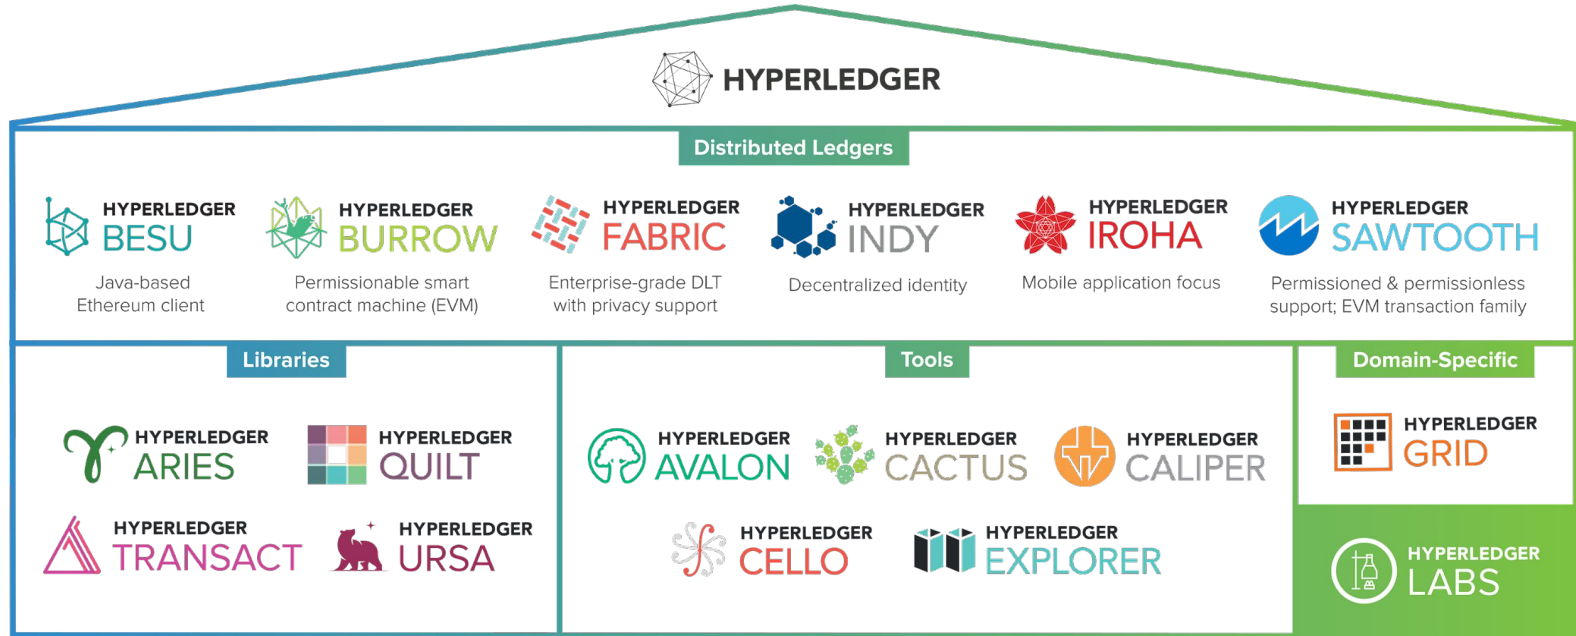 HYPERLEDGER
Distributed Ledgers
HYPERLEDGER
BESU
Java-based
Ethereum client
HYPERLEDGER
BURROW
Permissionable smart
contract machine (EVM)
HYPERLEDGER
FABRIC
Enterprise-grade DLT
with privacy support
HYPERLEDGER
INDY
Decentralized identity
HYPERLEDGER
IROHA
Mobile application focus
HYPERLEDGER
SAWTOOTH
Permissioned & permissionless
support; EVM transaction family
Libraries
HYPERLEDGER
ARIES
HYPERLEDGER
QUILT
HYPERLEDGER
TRANSACT
HYPERLEDGER
URSA
Tools
HYPERLEDGER
AVALON
HYPERLEDGER
CACTUS
HYPERLEDGER
CALIPER
HYPERLEDGER
CELLO
HYPERLEDGER
EXPLORER
Domain-Specific
HYPERLEDGER
GRID
HYPERLEDGER
LABS